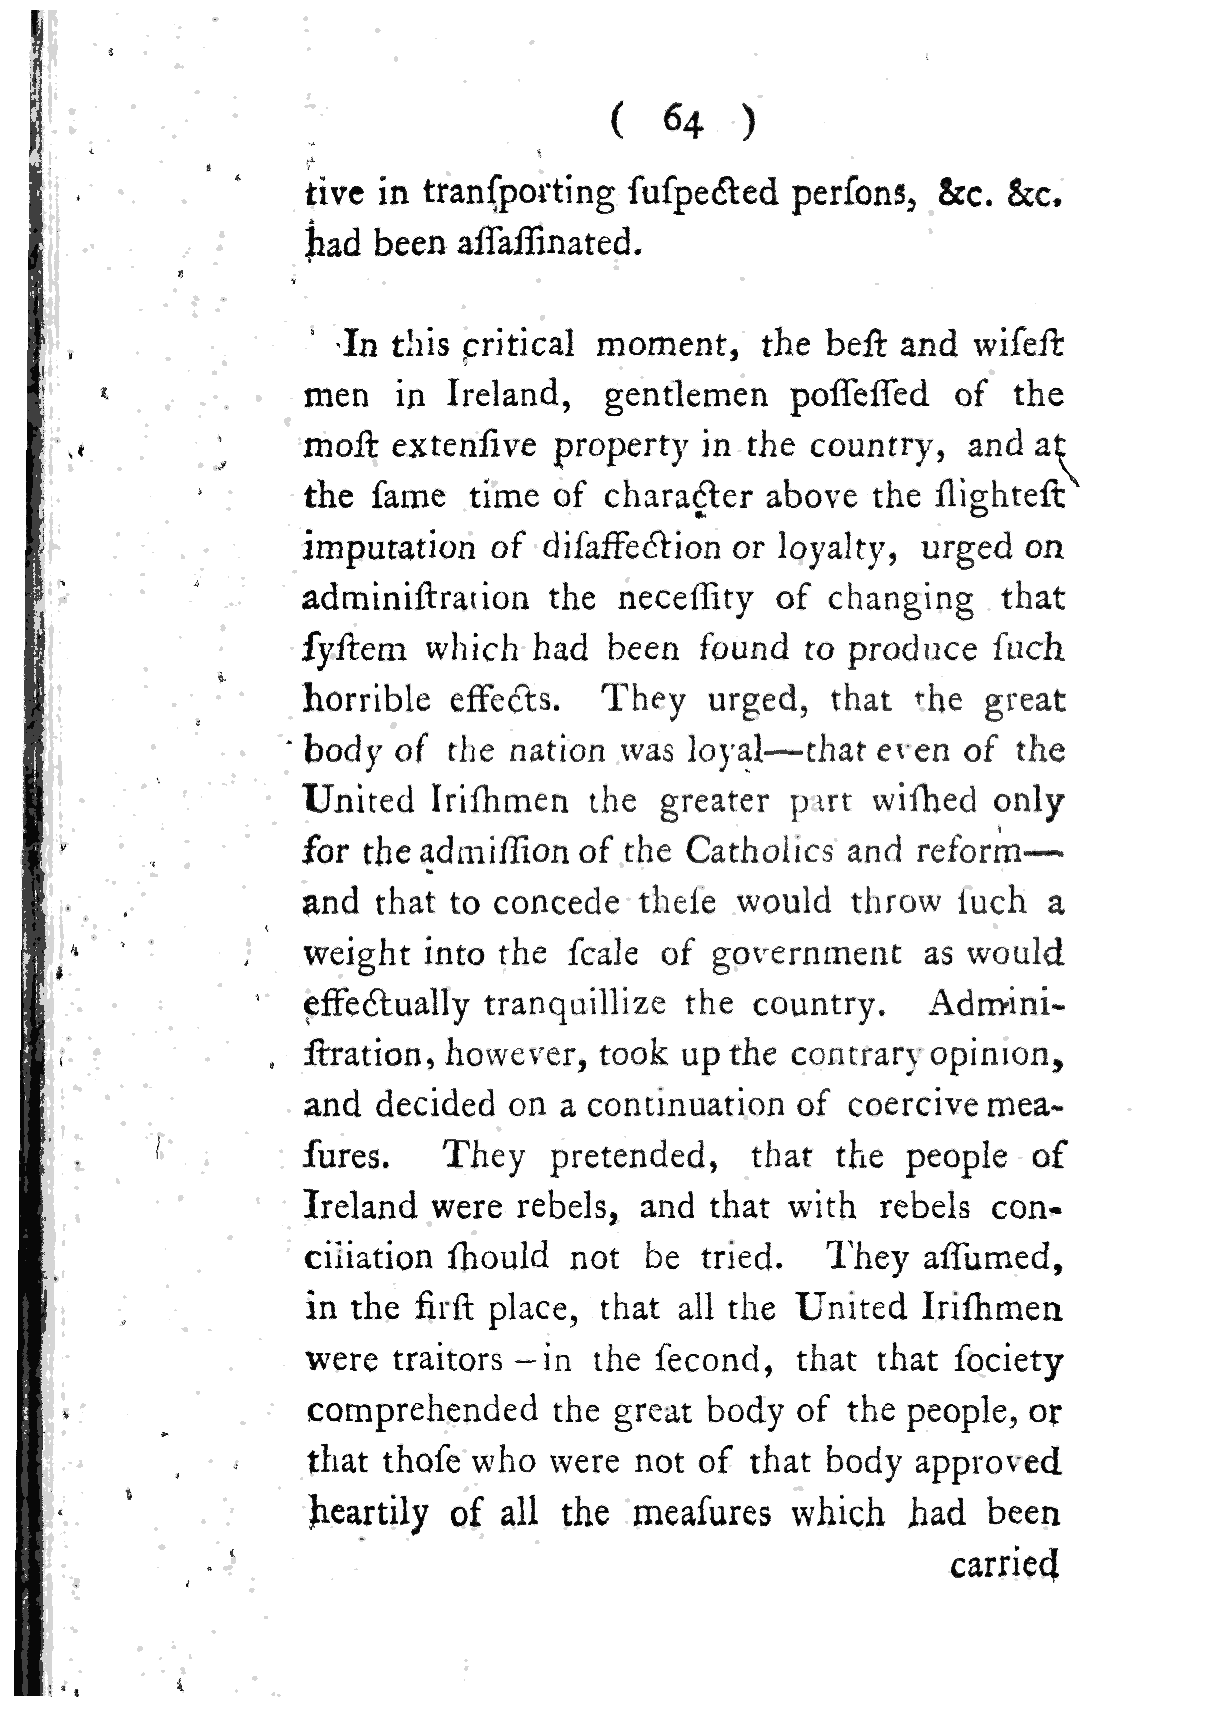 ( 64 )
tive in tranſporting ſuſpected perſons, &c. &c.
had been aſſaſſinated.
In this critical moment, the beſt and wiſeſt
men in Ireland, gentlemen poſſeſſed of the
moſt extenſive property in the country, and at
the ſame time of character above the ſlighteſt
imputation of diſaffection or loyalty, urged on
adminiſtration the neceſſity of changing that
ſyſtem which had been found to produce ſuch
horrible effects. They urged, that the great
body of the nation was loyal—that even of the
United Iriſhmen the greater part wiſhed only
for the admiſſion of the Catholics and reform—
and that to concede theſe would throw ſuch a
weight into the ſcale of government as would
effectually tranquillize the country. Admini-
ſtration, however, took up the contrary opinion,
and decided on a continuation of coercive mea-
ſures. They pretended, that the people of
Ireland were rebels, and that with rebels con-
ciliation ſhould not be tried. They aſſumed,
in the firſt place, that all the United Iriſhmen
were traitors – in the ſecond, that that ſociety
comprehended the great body of the people, or
that thoſe who were not of that body approved
heartily of all the meaſures which had been
carried